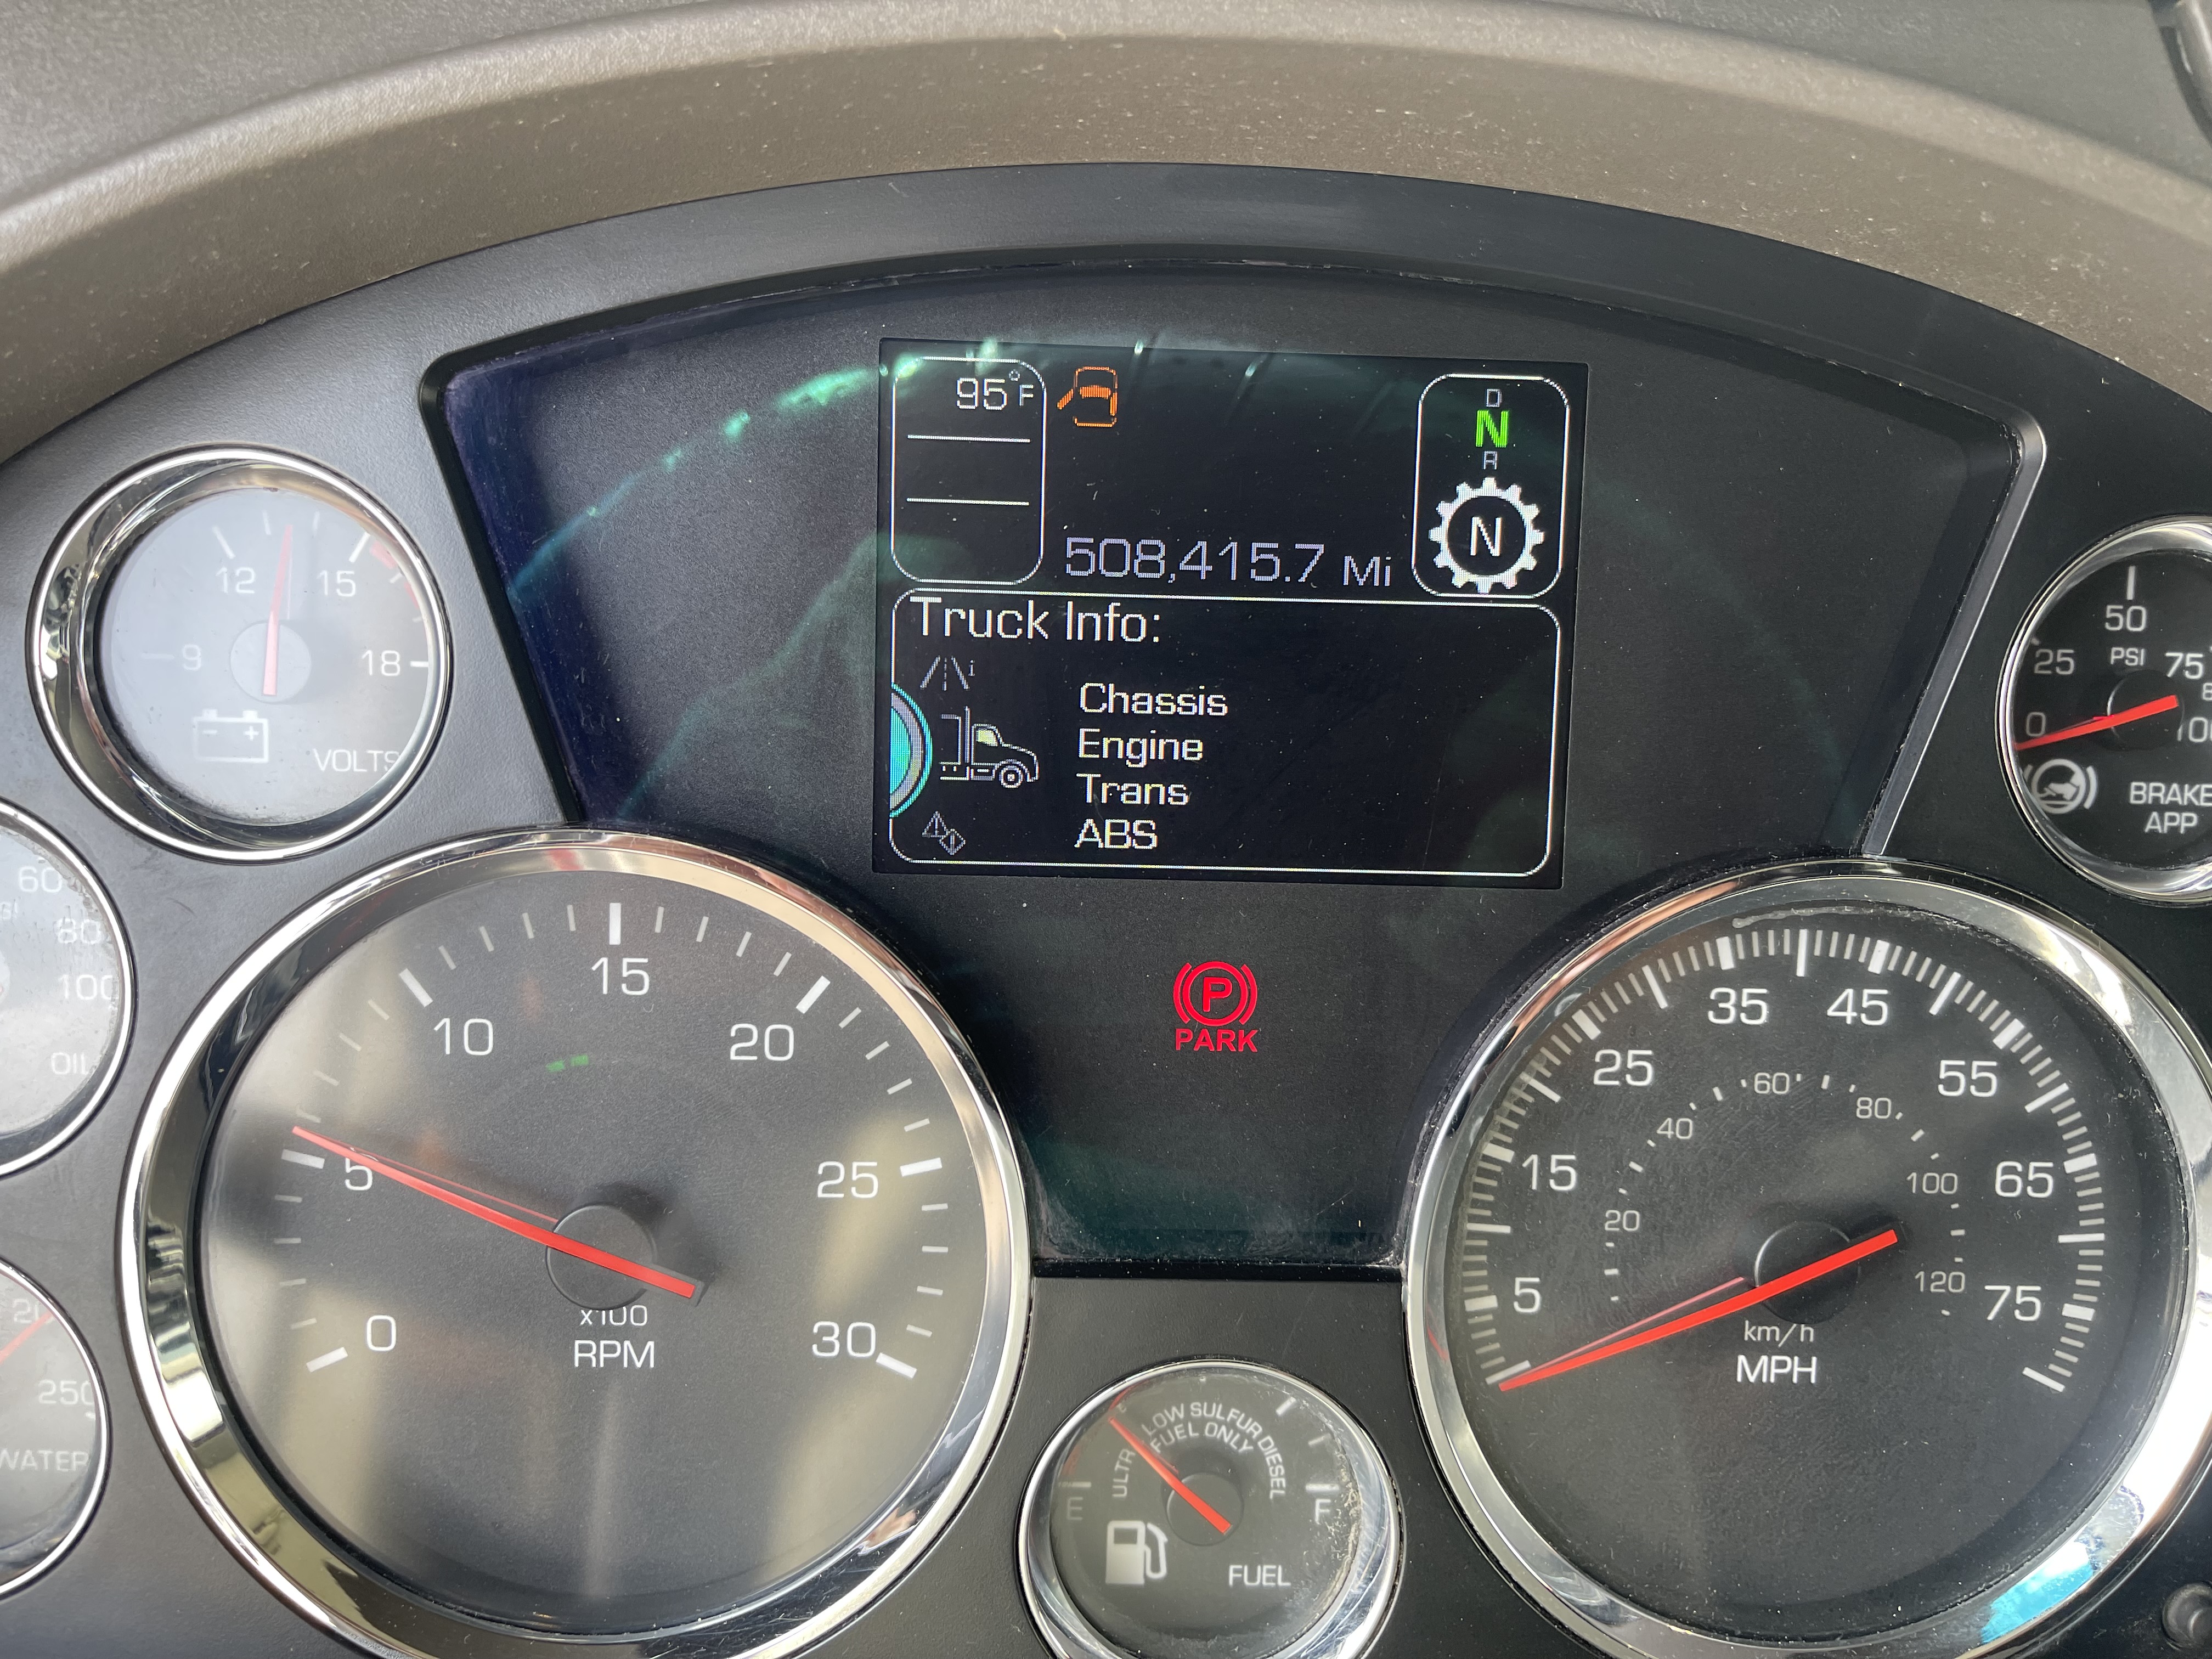 95°F
D
N
R
N
508,415.7 Mi
Truck Info:
Chassis
Engine
Trans
ABS
12
15
9
18
VOLTS
50
25
PSI
75
0
BRAKE
APP
60
80
100
OIL
PARK
15
10
20
5
25
0
30
x100
RPM
35
45
25
55
15
65
5
75
60
40
80
20
100
120
km/h
MPH
250
WATER
LOW SULFUR DIESEL
FUEL ONLY
E
F
FUEL